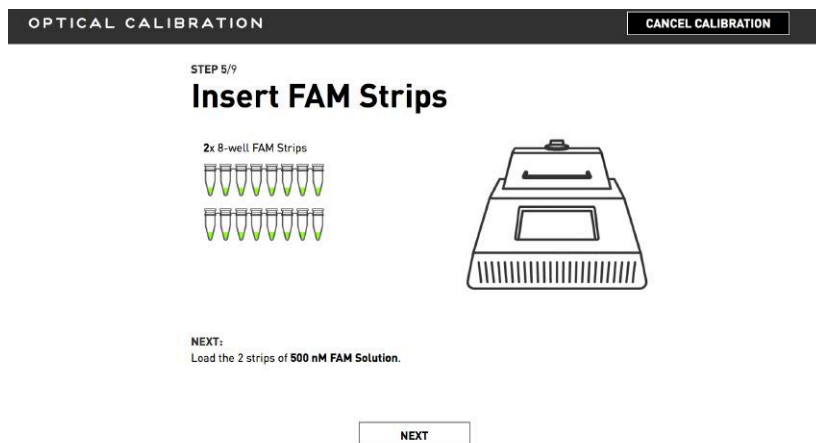 OPTICAL CALIBRATION
CANCEL CALIBRATION
STEP 5/9
Insert FAM Strips
2x 8-well FAM Strips
NEXT:
Load the 2 strips of 500 nM FAM Solution.
NEXT